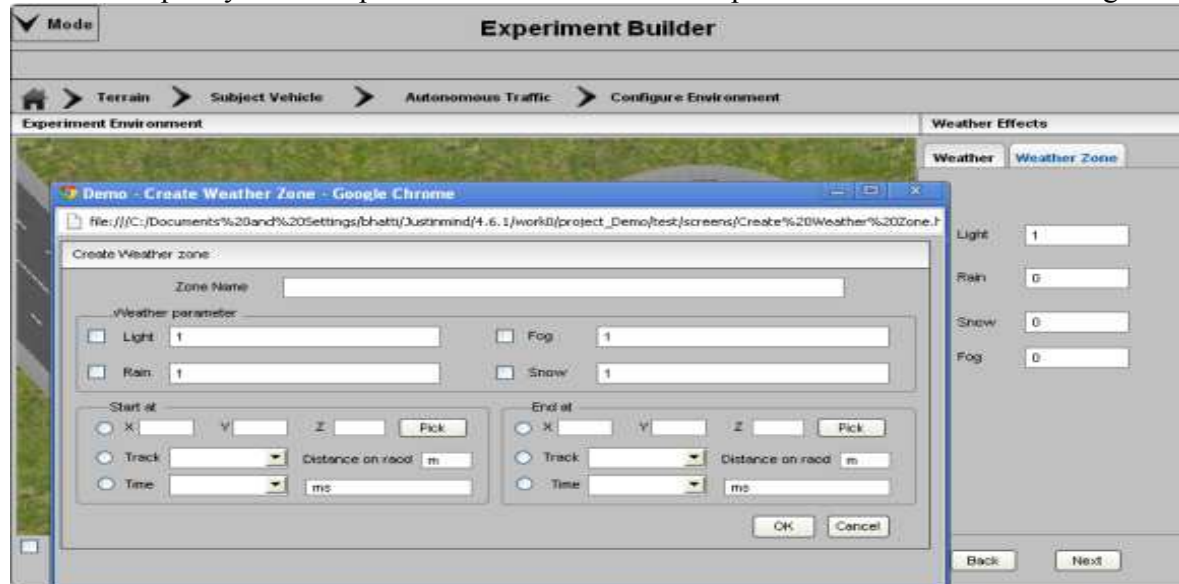 Mode
Experiment Builder
Terrain Subject Vehicle Autonomous Traffic Configure Environment
Experiment Environment
Weather Effects
Weather Weather Zone
Demo - Create Weather Zone - Google Chrome
file:///C:/Documents%20and%20Settings/bhatti/Justinmind/4.6.1/work0/project_Demo/test/screens/Create%20Weather%20Zone.h
Create Weather zone
Zone Name
Weather parameter
Light 1 Fog 1
Rain 1 Snow 1
Start at End at
X Y Z Pick X Y Z Pick
Track Distance on raod m Track Distance on raod m
Time ms Time ms
OK Cancel
Light 1
Rain 0
Snow 0
Fog 0
Back Next